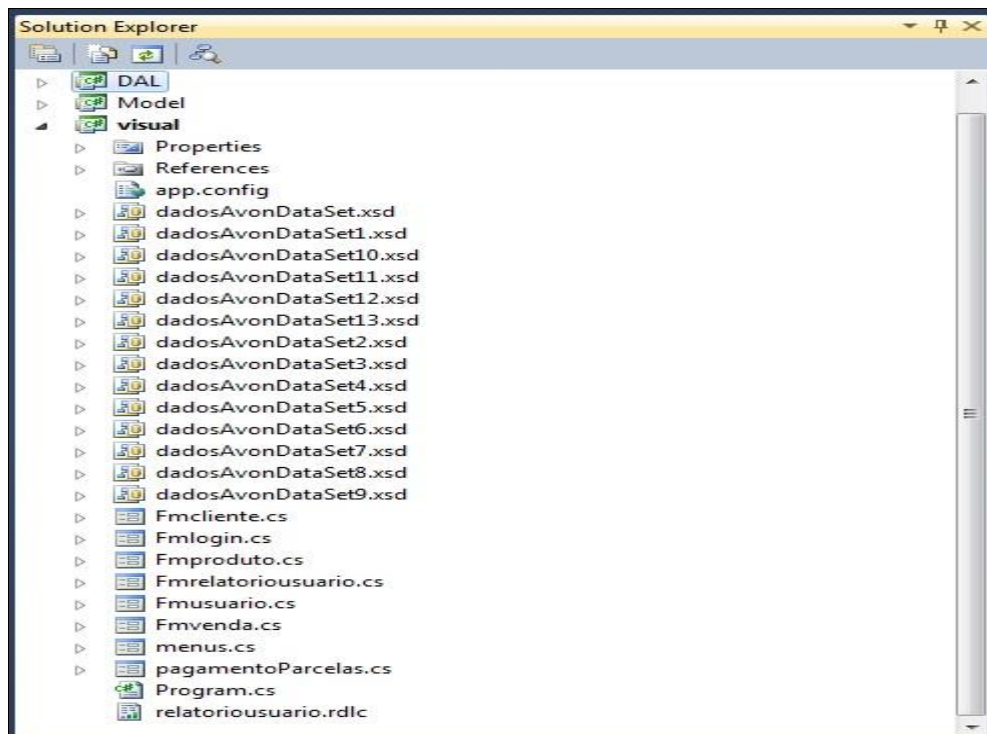 Solution Explorer
DAL
Model
visual
Properties
References
app.config
dadosAvonDataSet.xsd
dadosAvonDataSet1.xsd
dadosAvonDataSet10.xsd
dadosAvonDataSet11.xsd
dadosAvonDataSet12.xsd
dadosAvonDataSet13.xsd
dadosAvonDataSet2.xsd
dadosAvonDataSet3.xsd
dadosAvonDataSet4.xsd
dadosAvonDataSet5.xsd
dadosAvonDataSet6.xsd
dadosAvonDataSet7.xsd
dadosAvonDataSet8.xsd
dadosAvonDataSet9.xsd
Fmcliente.cs
Fmlogin.cs
Fmproduto.cs
Fmrelatoriousuario.cs
Fmusuario.cs
Fmvenda.cs
menus.cs
pagamentoParcelas.cs
Program.cs
relatoriousuario.rdlc